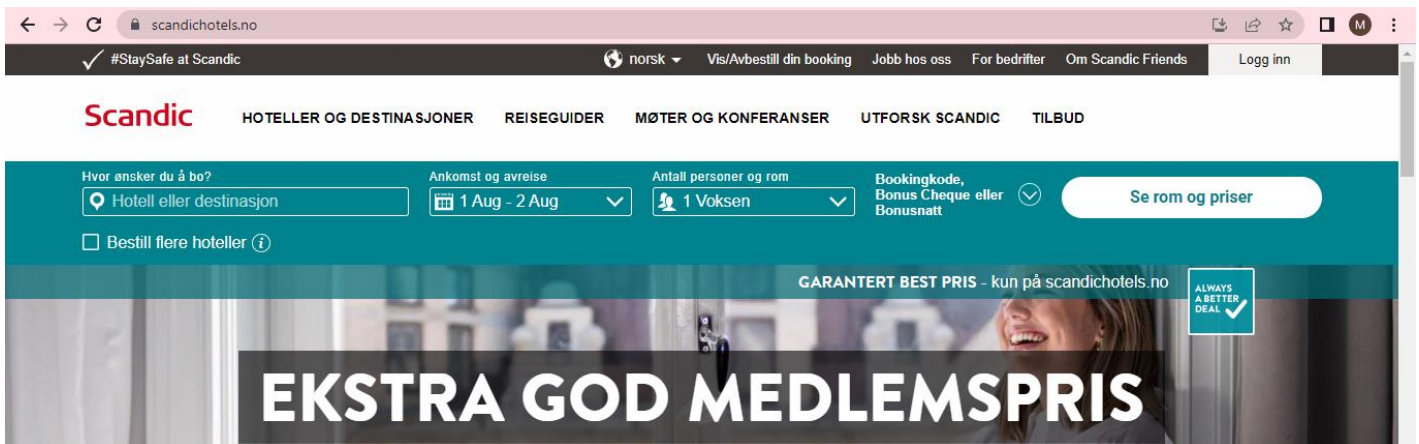 scandichotels.no
M
#StaySafe at Scandic
norsk
Vis/Avbestill din booking
Jobb hos oss
For bedrifter
Om Scandic Friends
Logg inn
Scandic
HOTELLER OG DESTINASJONER
REISEGUIDER
MØTER OG KONFERANSER
UTFORSK SCANDIC
TILBUD
Hvor ønsker du å bo?
Hotell eller destinasjon
Ankomst og avreise
1 Aug - 2 Aug
Antall personer og rom
1 Voksen
Bookingkode,
Bonus Cheque eller
Bonusnatt
Se rom og priser
Bestill flere hoteller
i
GARANTERT BEST PRIS - kun på scandichotels.no
ALWAYS
A BETTER
DEAL
EKSTRA GOD MEDLEMSPRIS